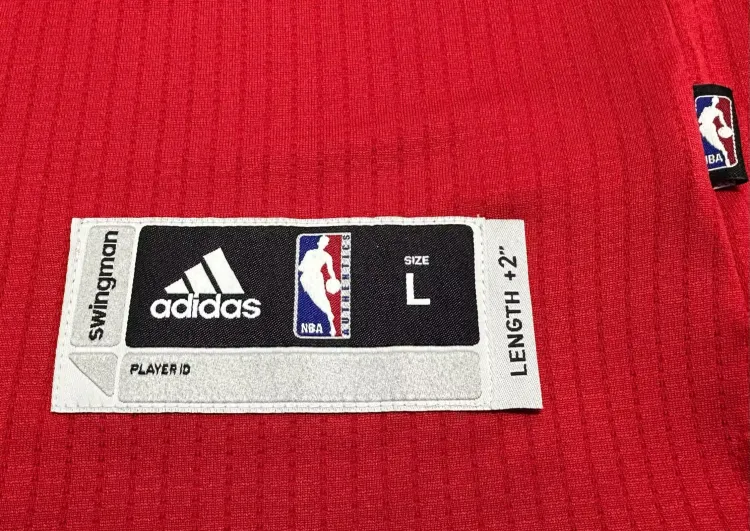 swingman
adidas
NBA
AUTHENTICS
SIZE
L
LENGTH +2"
PLAYER ID
NBA